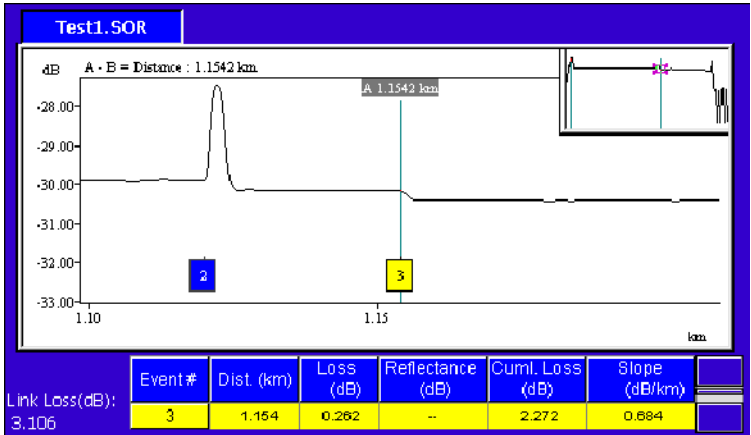 Test1.SOR
dB A - B = Distance : 1.1542 km
A 1.1542 km
-28.00
-29.00
-30.00
-31.00
-32.00
-33.00
2
3
1.10 1.15
km
Event# Dist. (km) Loss (dB) Reflectance (dB) Cuml. Loss (dB) Slope (dB/km)
3 1.154 0.262 -- 2.272 0.684
Link Loss(dB):
3.106